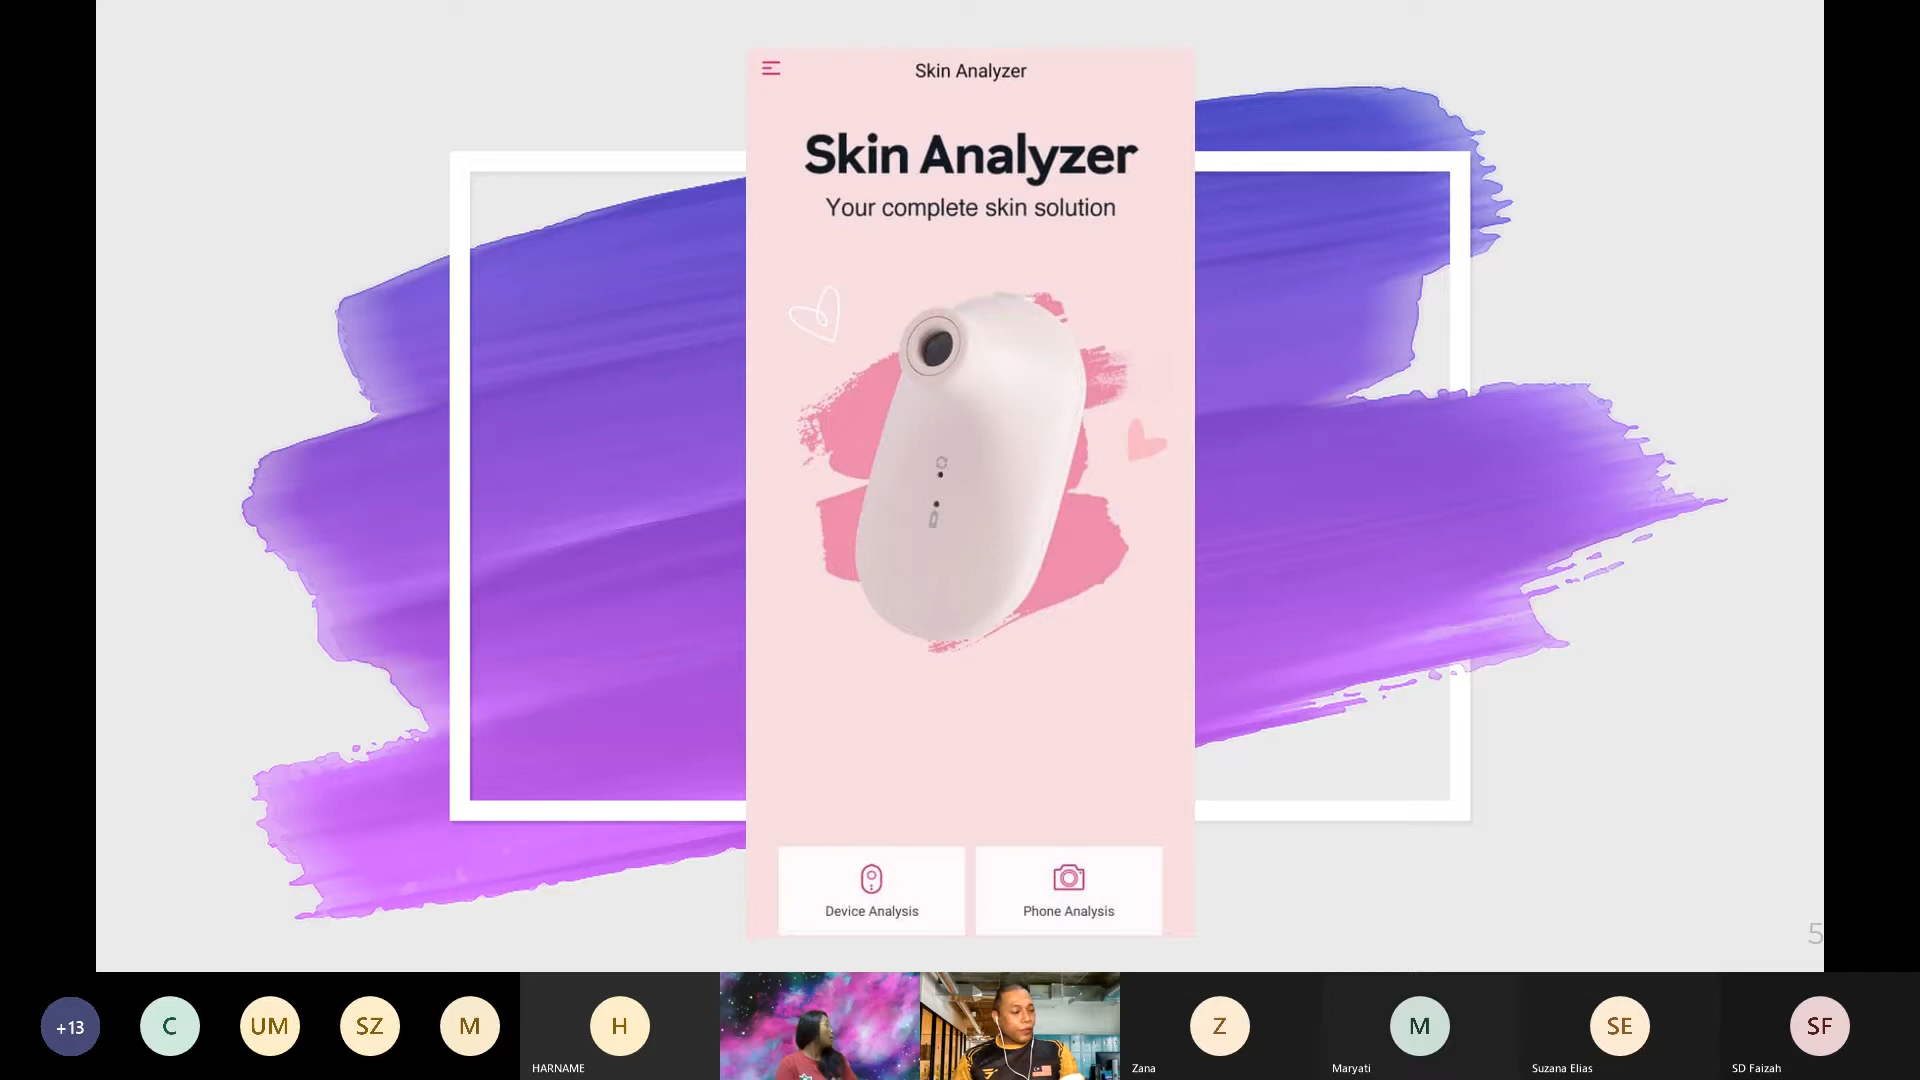 Skin Analyzer
Skin Analyzer
Your complete skin solution
Device Analysis
Phone Analysis
5
+13
C
UM
SZ
M
H
HARNAME
Z
Zana
M
Maryati
SE
Suzana Elias
SF
SD Faizah